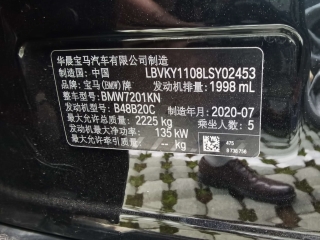 华晨宝马汽车有限公司制造
制造国：中国 LBVKY1108LSY02453
品牌：宝马(BMW)牌 发动机排量：1998 mL
整车型号：BMW7201KN
发动机型号：B48B20C 制造年月：2020-07
最大允许总质量：2225 kg 乘坐人数：5
发动机最大净功率：135 kW
最大允许牵引质量：-- kg
475